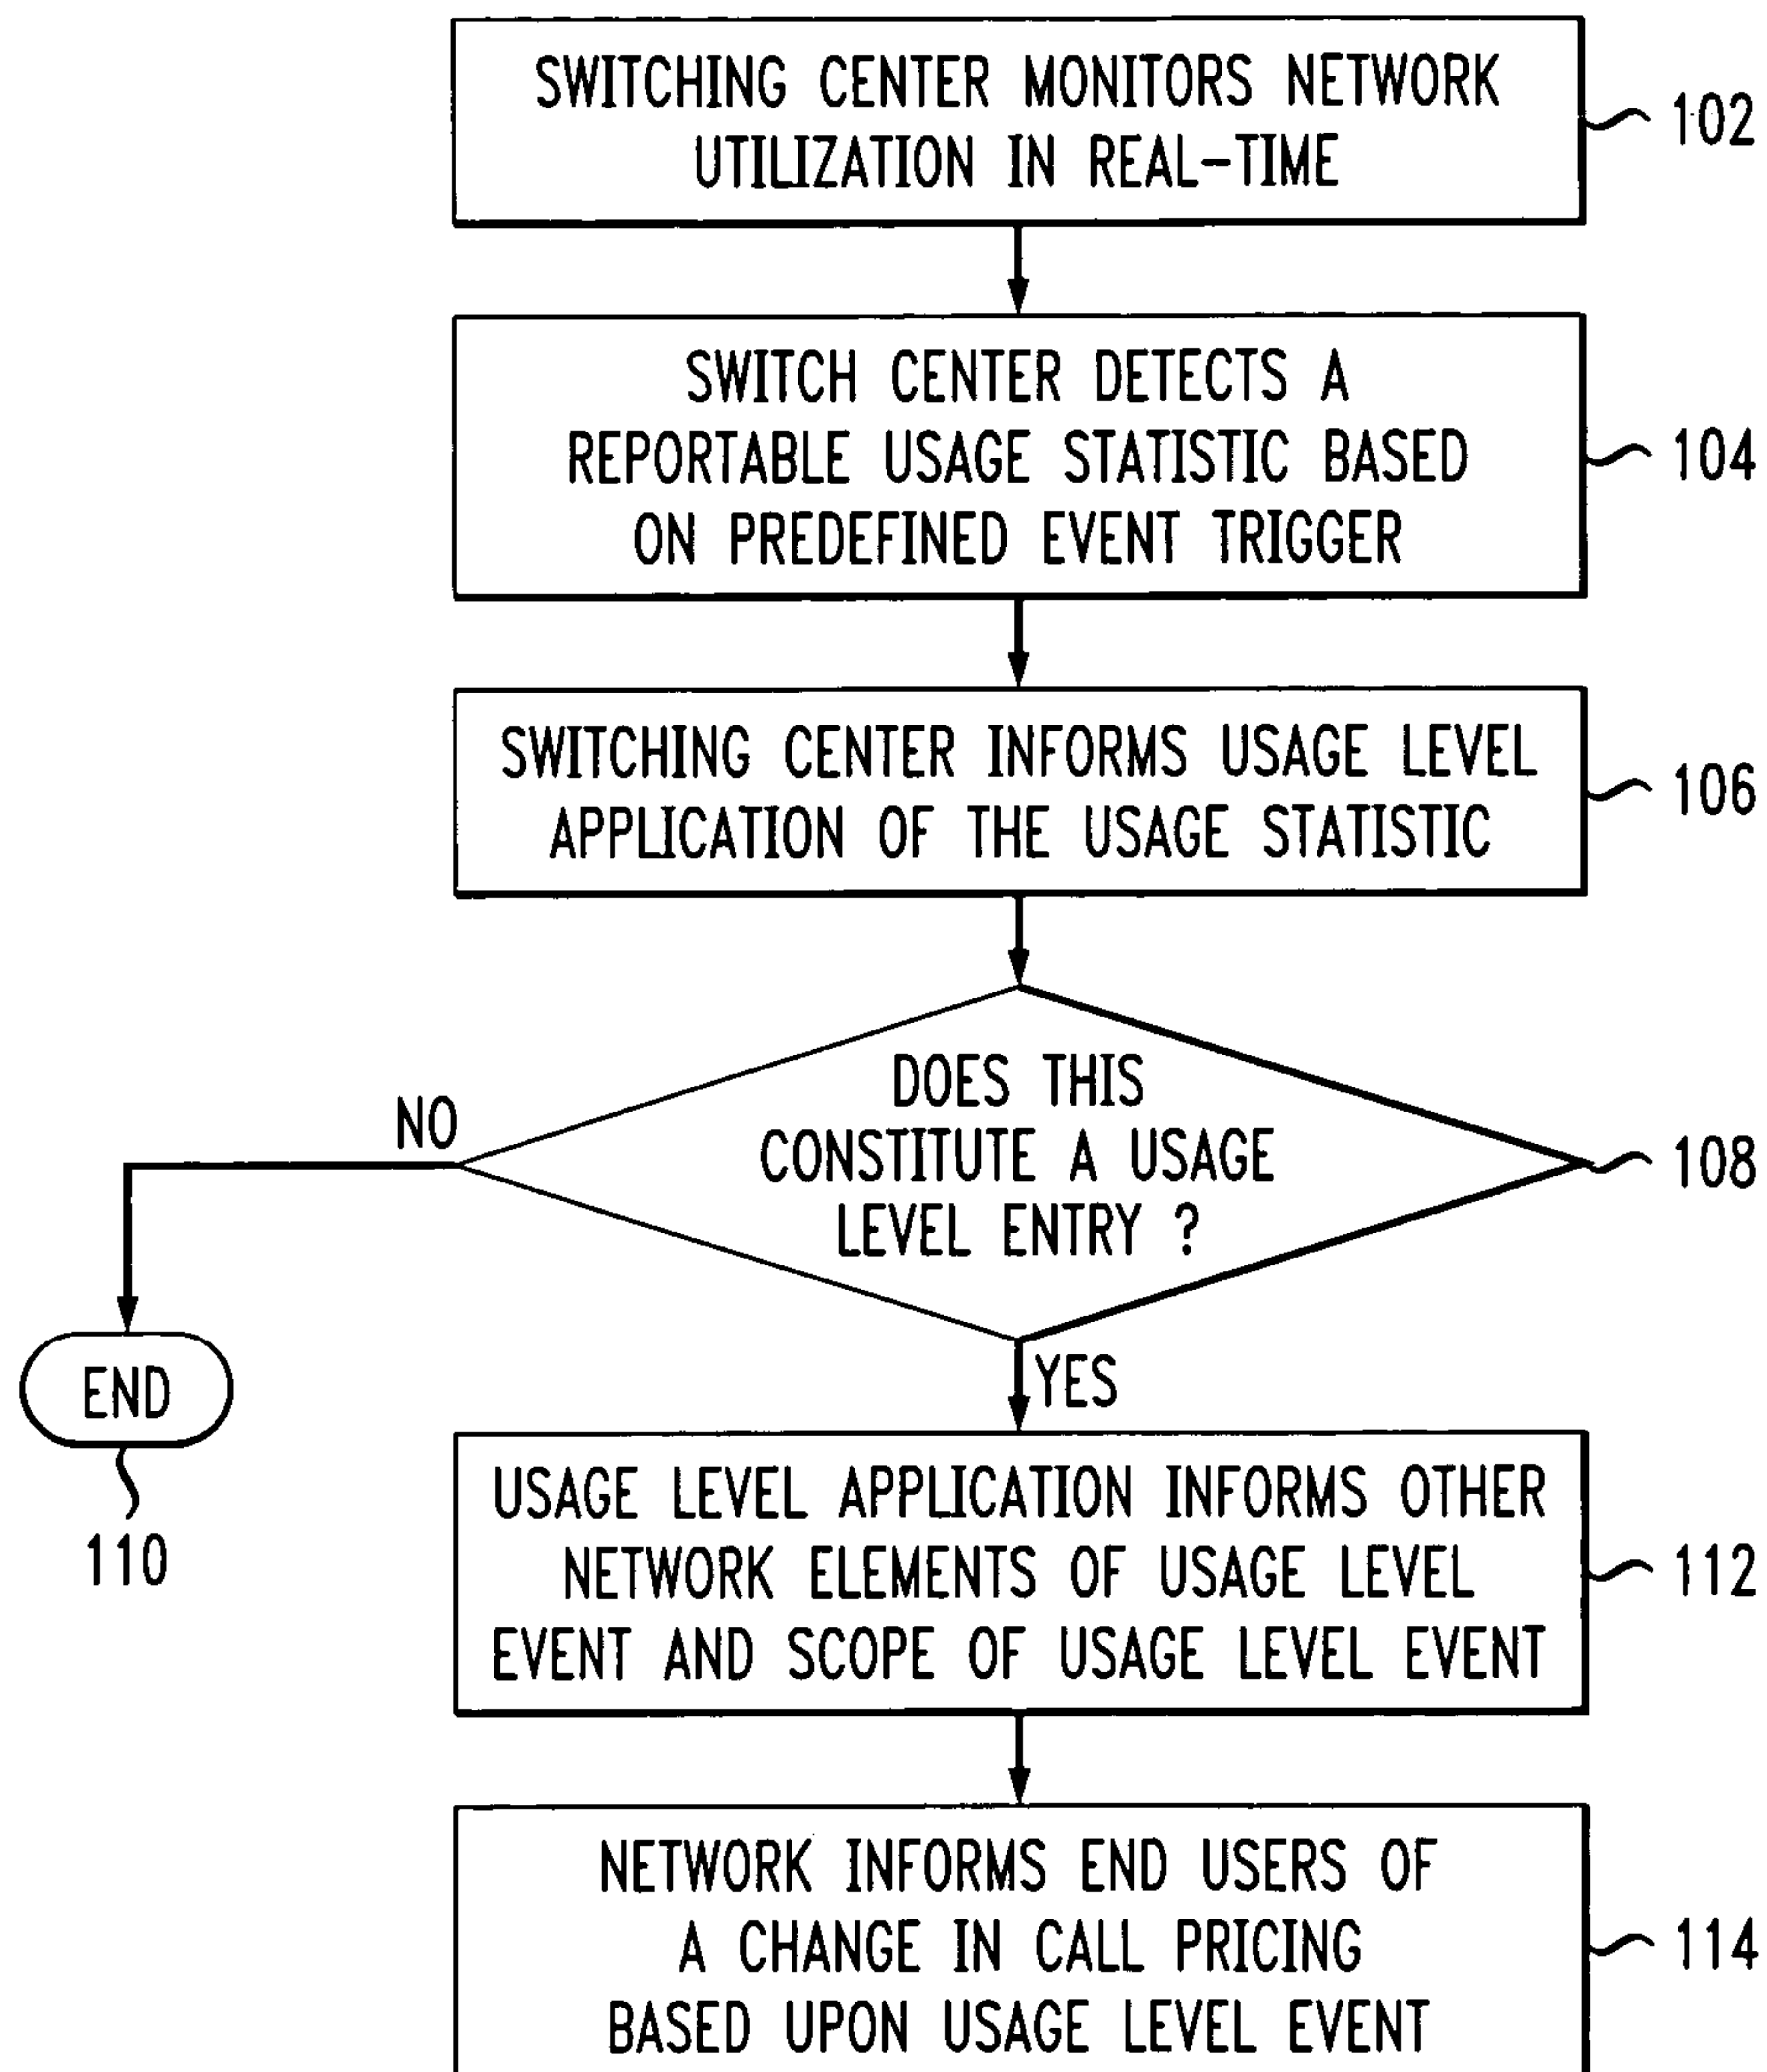 SWITCHING CENTER MONITORS NETWORK
UTILIZATION IN REAL-TIME
102
SWITCH CENTER DETECTS A
REPORTABLE USAGE STATISTIC BASED
ON PREDEFINED EVENT TRIGGER
104
SWITCHING CENTER INFORMS USAGE LEVEL
APPLICATION OF THE USAGE STATISTIC
106
DOES THIS
CONSTITUTE A USAGE
LEVEL ENTRY ?
108
NO
END
110
YES
USAGE LEVEL APPLICATION INFORMS OTHER
NETWORK ELEMENTS OF USAGE LEVEL
EVENT AND SCOPE OF USAGE LEVEL EVENT
112
NETWORK INFORMS END USERS OF
A CHANGE IN CALL PRICING
BASED UPON USAGE LEVEL EVENT
114